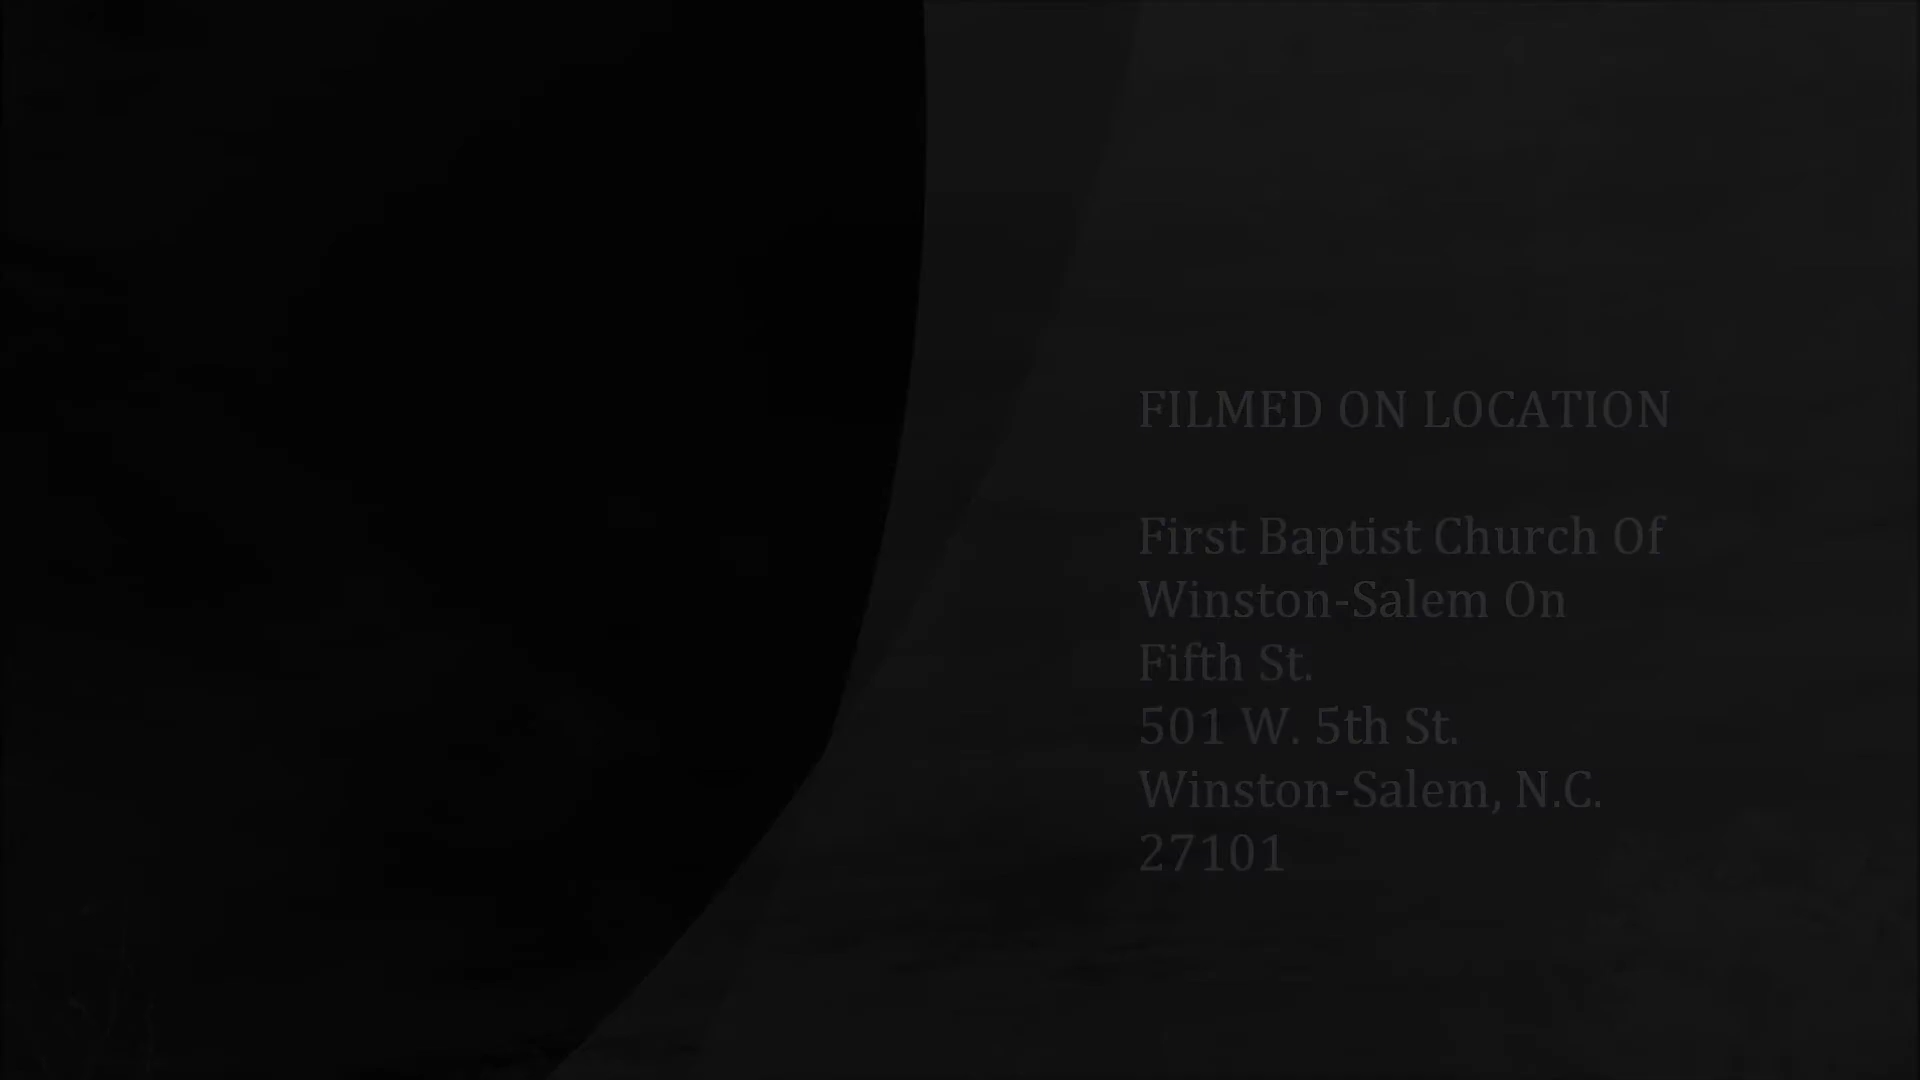 FILMED ON LOCATION
First Baptist Church Of
Winston-Salem On
Fifth St.
501 W. 5th St.
Winston-Salem, N.C.
27101